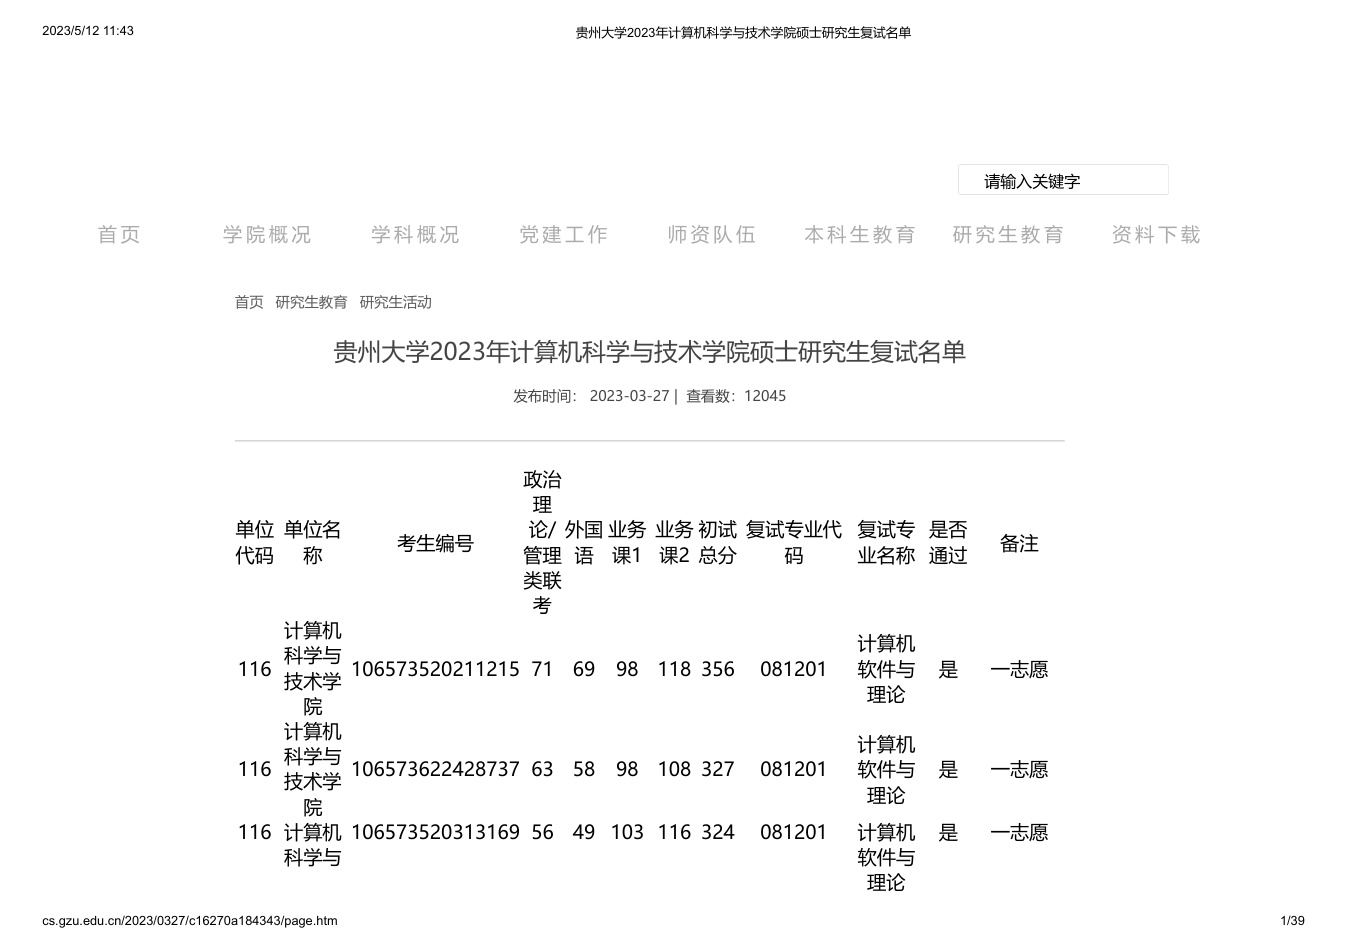 2023/5/12 11:43
贵州大学2023年计算机科学与技术学院硕士研究生复试名单
请输入关键字
首页 学院概况 学科概况 党建工作 师资队伍 本科生教育 研究生教育 资料下载
首页 研究生教育 研究生活动
贵州大学2023年计算机科学与技术学院硕士研究生复试名单
发布时间： 2023-03-27 | 查看数：12045
政治
理
单位 单位名 论/ 外国 业务 业务 初试 复试专业代 复试专 是否
考生编号 备注
代码 称 管理 语 课1 课2 总分 码 业名称 通过
类联
考
计算机
科学与 计算机
116 技术学 106573520211215 71 69 98 118 356 081201 软件与 是 一志愿
院 理论
计算机
科学与 计算机
116 技术学 106573622428737 63 58 98 108 327 081201 软件与 是 一志愿
院 理论
116 计算机 106573520313169 56 49 103 116 324 081201 计算机 是 一志愿
科学与 软件与
理论
cs.gzu.edu.cn/2023/0327/c16270a184343/page.htm 1/39